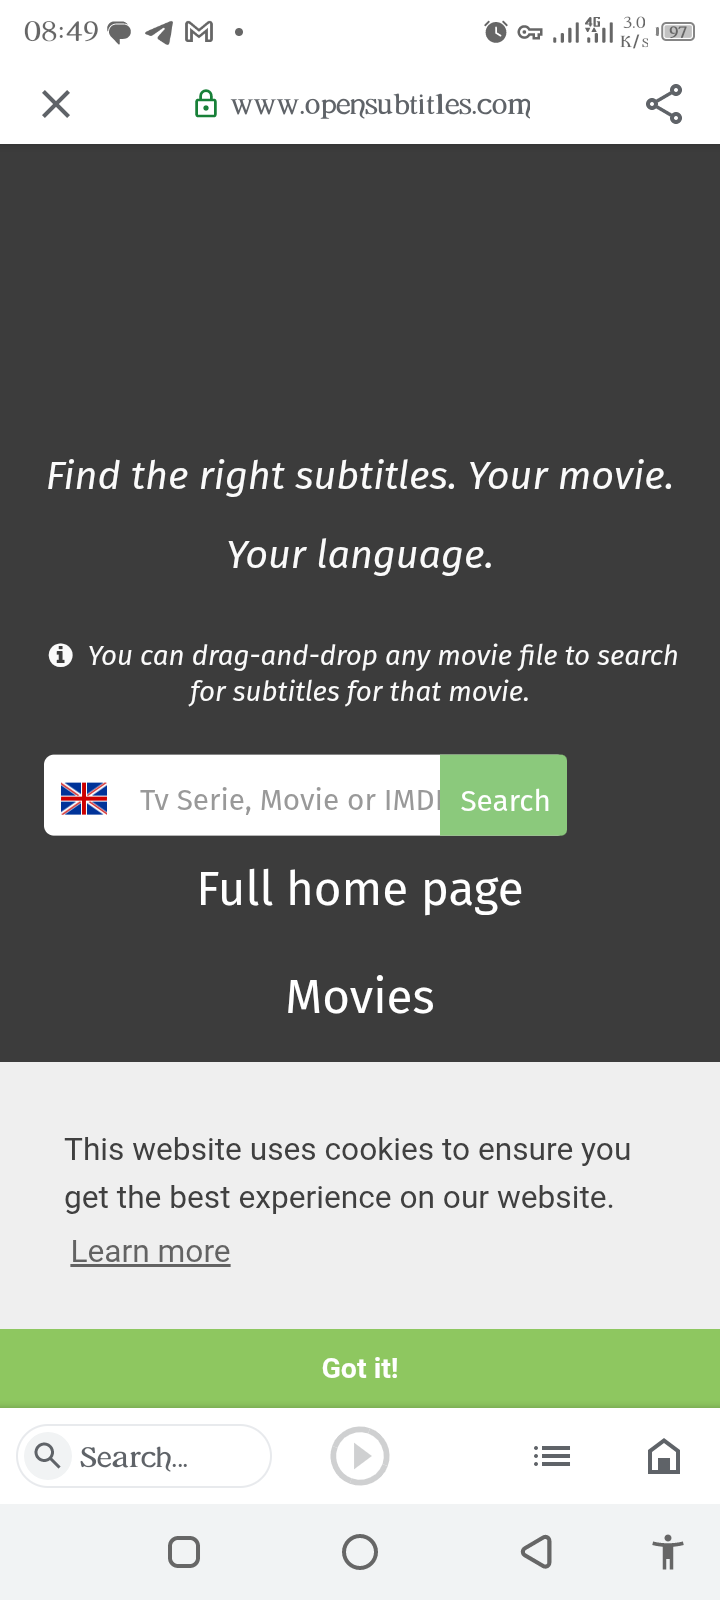 08:49
4G
3.0
K/s
97
www.opensubtitles.com
Find the right subtitles. Your movie.
Your language.
You can drag-and-drop any movie file to search
for subtitles for that movie.
Tv Serie, Movie or IMD
Search
Full home page
Movies
This website uses cookies to ensure you
get the best experience on our website.
Learn more
Got it!
Search...